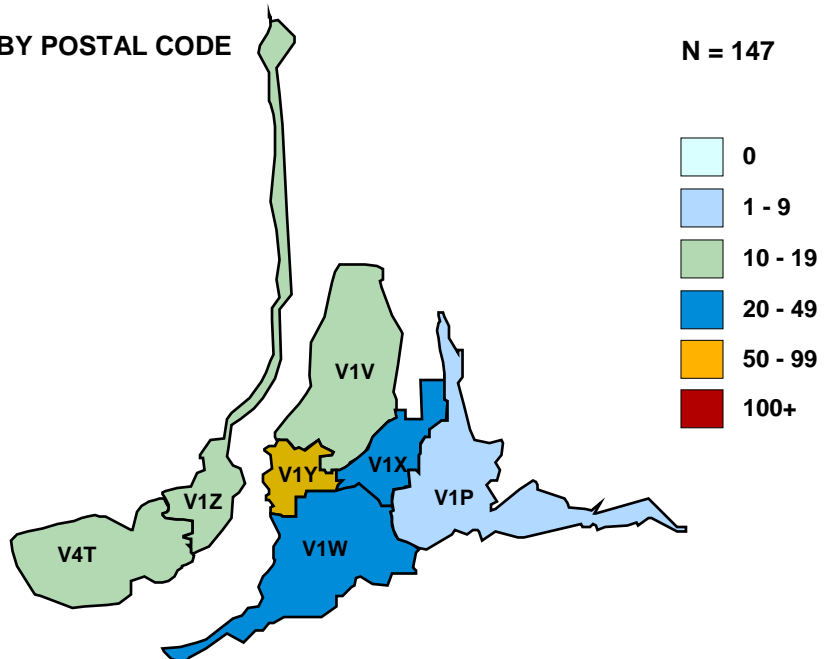 BY POSTAL CODE
N = 147
0
1 - 9
10 - 19
20 - 49
50 - 99
100+
V1V
V1X
V1Y
V1P
V1Z
V1W
V4T